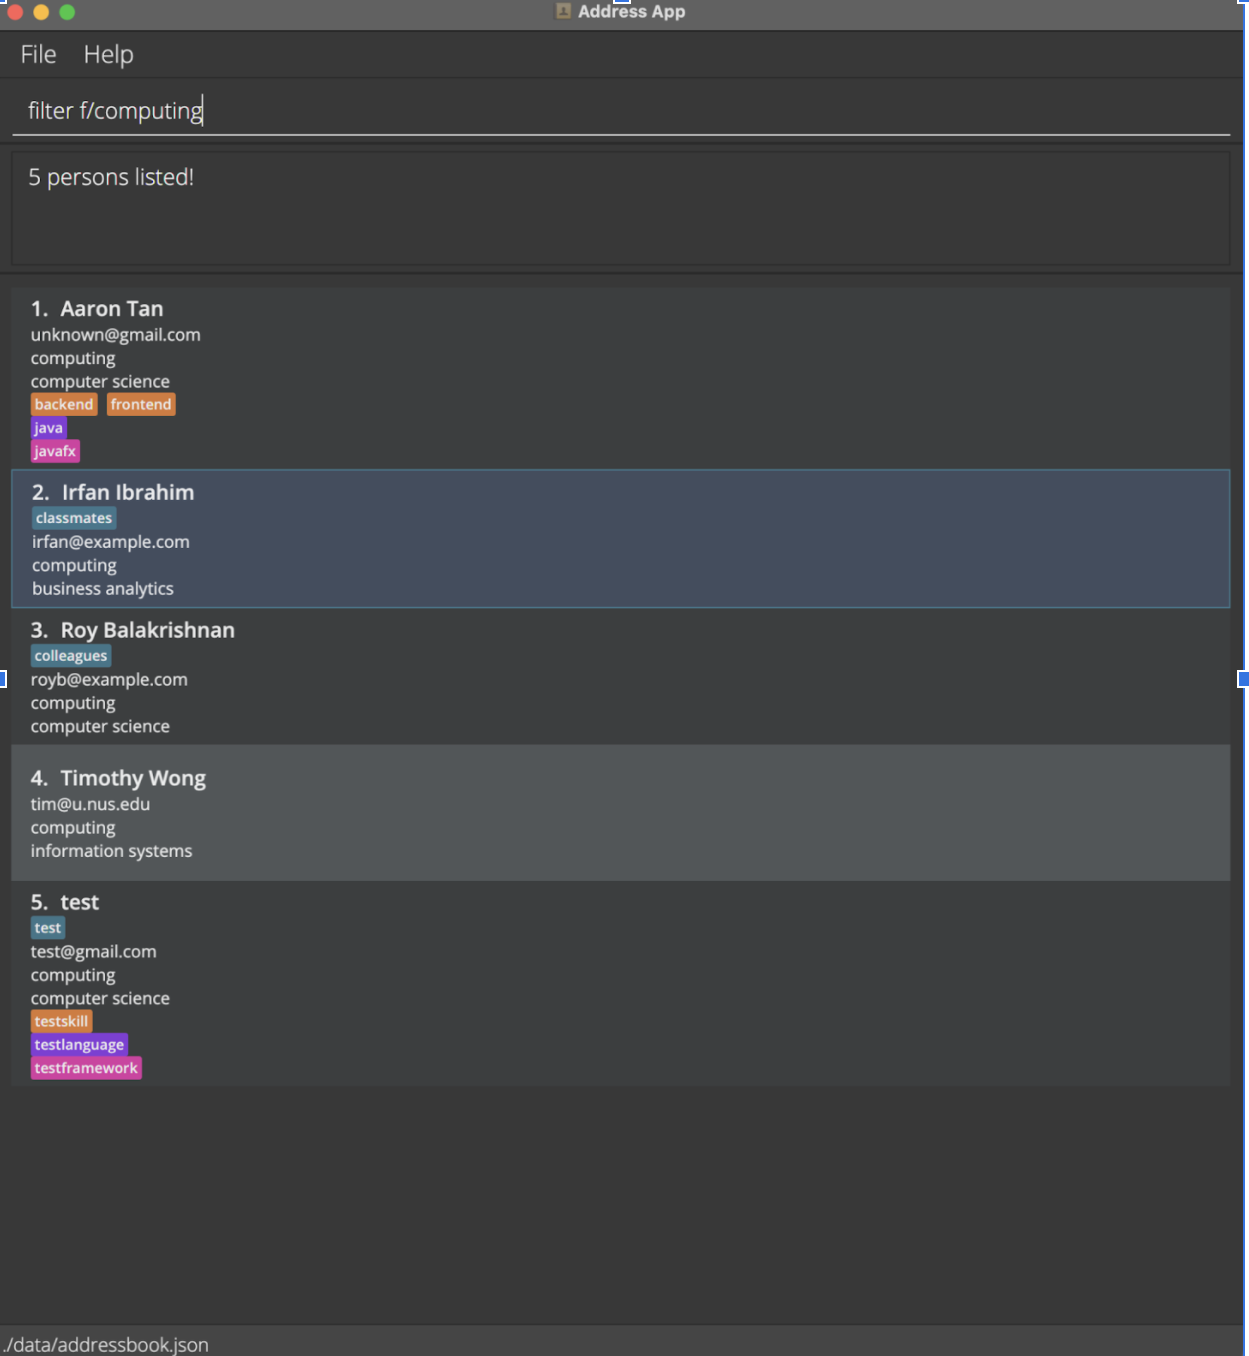 Address App
File Help
filter f/computing
5 persons listed!
1. Aaron Tan
unknown@gmail.com
computing
computer science
backend frontend
java
javafx
2. Irfan Ibrahim
classmates
irfan@example.com
computing
business analytics
3. Roy Balakrishnan
colleagues
royb@example.com
computing
computer science
4. Timothy Wong
tim@u.nus.edu
computing
information systems
5. test
test
test@gmail.com
computing
computer science
testskill
testlanguage
testframework
./data/addressbook.json